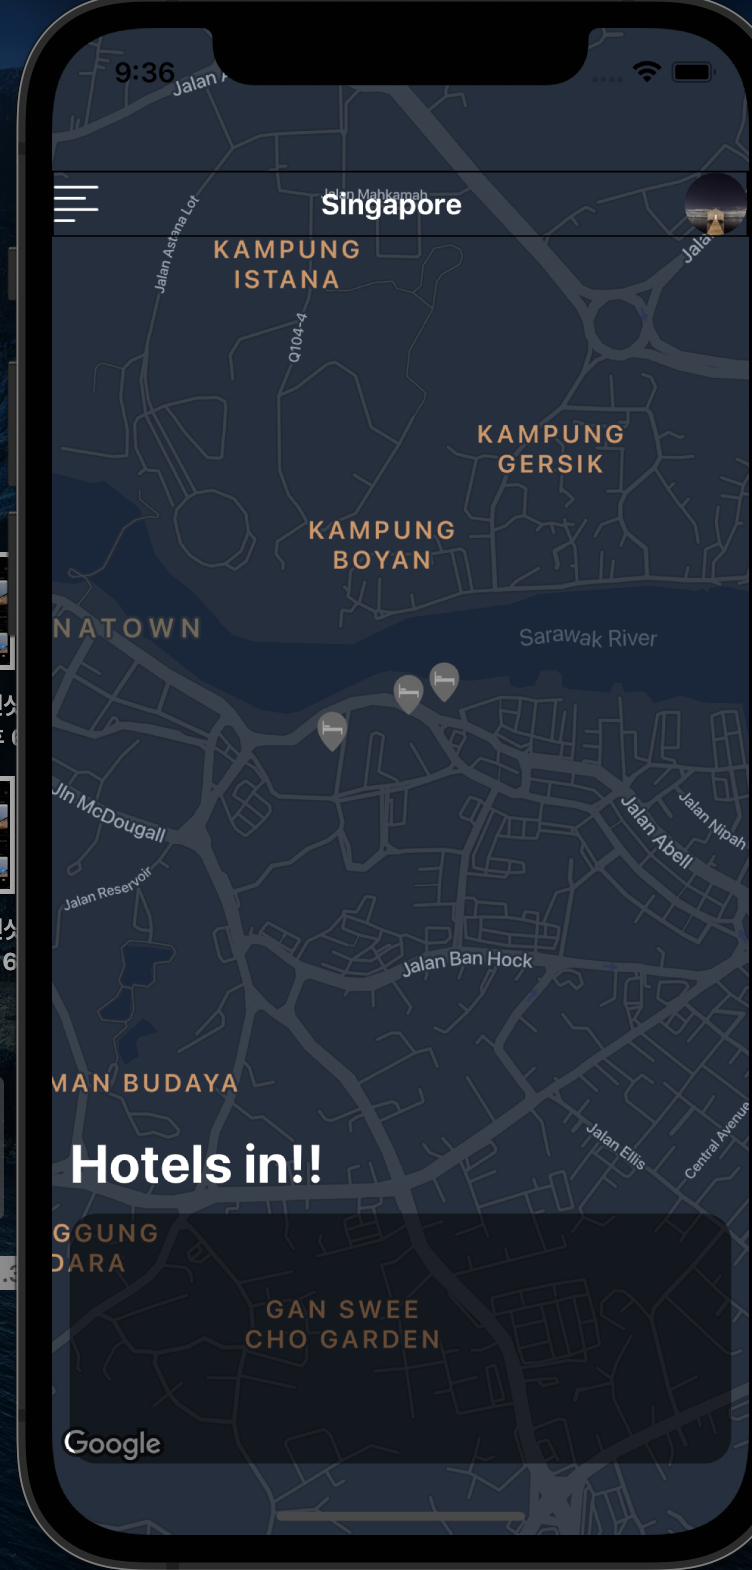 9:36
Jalan
Jalan Mahkamah
Singapore
Jalan Astana Lot
KAMPUNG
ISTANA
Q104-4
KAMPUNG
GERSIK
KAMPUNG
BOYAN
NATOWN
Sarawak River
Jln McDougall
Jalan Abell
Jalan Nipah
Jalan Reservoir
Jalan Ban Hock
MAN BUDAYA
Hotels in!!
Jalan Ellis
Central Avenue
GGUNG
DARA
GAN SWEE
CHO GARDEN
Google